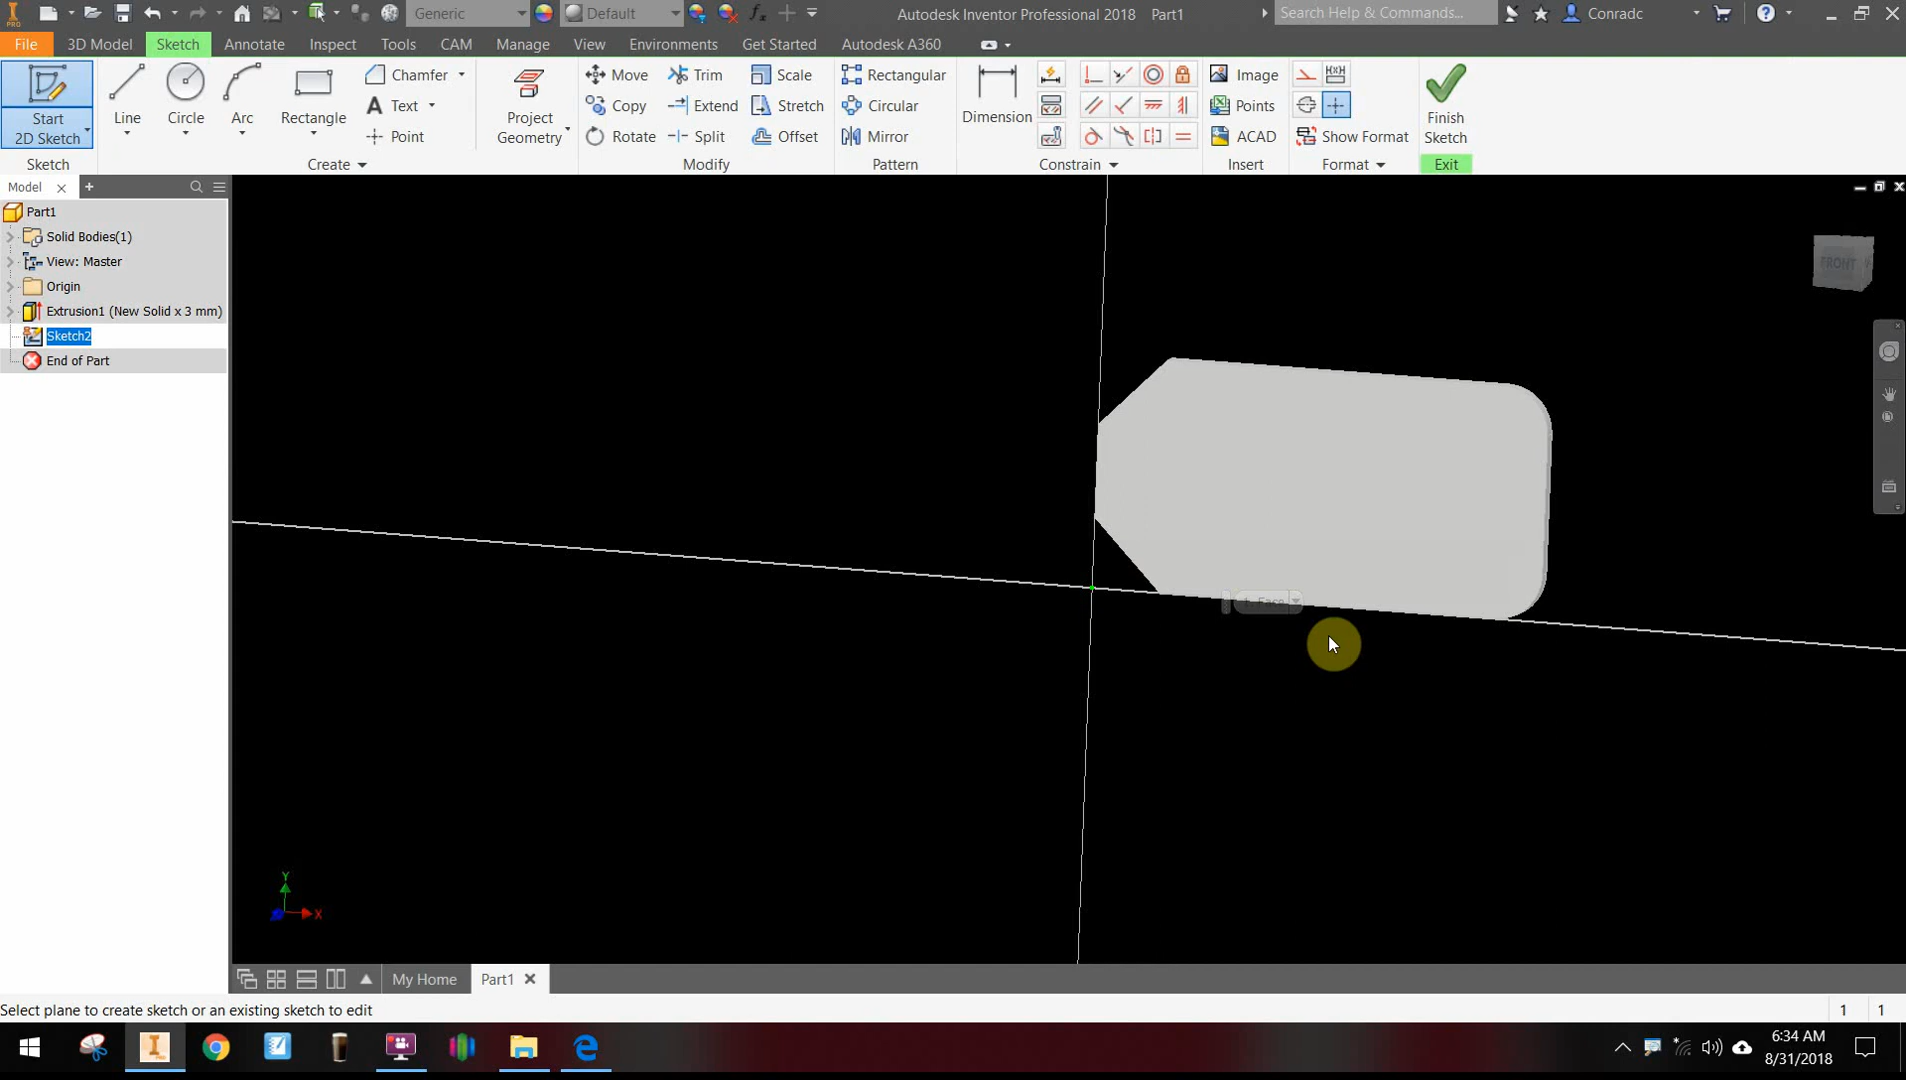 Generic
Default
Autodesk Inventor Professional 2018 Part1
Search Help & Commands...
Conradc
PRO
File
3D Model
Sketch
Annotate
Inspect
Tools
CAM
Manage
View
Environments
Get Started
Autodesk A360
Start
2D Sketch
Line
Circle
Arc
Rectangle
Chamfer
Text
Point
Project
Geometry
Move
Copy
Rotate
Trim
Extend
Split
Scale
Stretch
Offset
Rectangular
Circular
Mirror
Dimension
Image
Points
ACAD
Show Format
Finish
Sketch
Sketch
Create
Modify
Pattern
Constrain
Insert
Format
Exit
Model
Part1
Solid Bodies(1)
View: Master
Origin
Extrusion1 (New Solid x 3 mm)
Sketch2
End of Part
FRONT
1. Face
Y
X
My Home
Part1
Select plane to create sketch or an existing sketch to edit
1
1
6:34 AM
8/31/2018